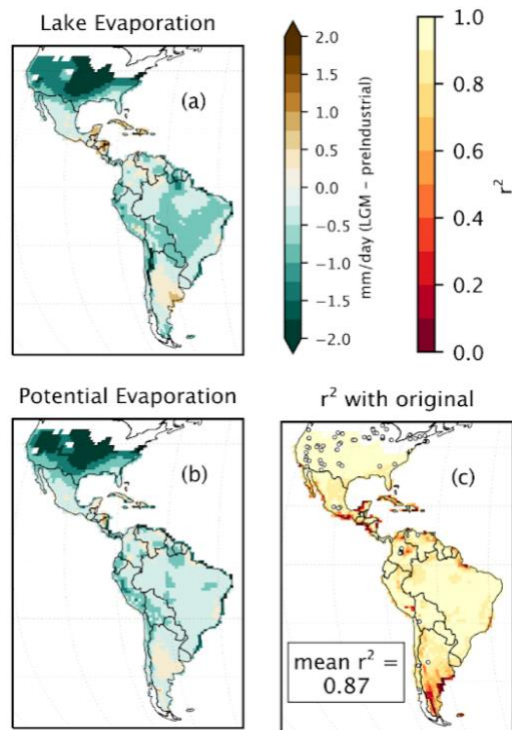 Lake Evaporation
(a)
2.0
1.5
1.0
0.5
0.0
−0.5
−1.0
−1.5
−2.0
mm/day (LGM - preIndustrial)
1.0
0.8
0.6
0.4
0.2
0.0
r²
Potential Evaporation
(b)
r² with original
(c)
mean r² =
0.87